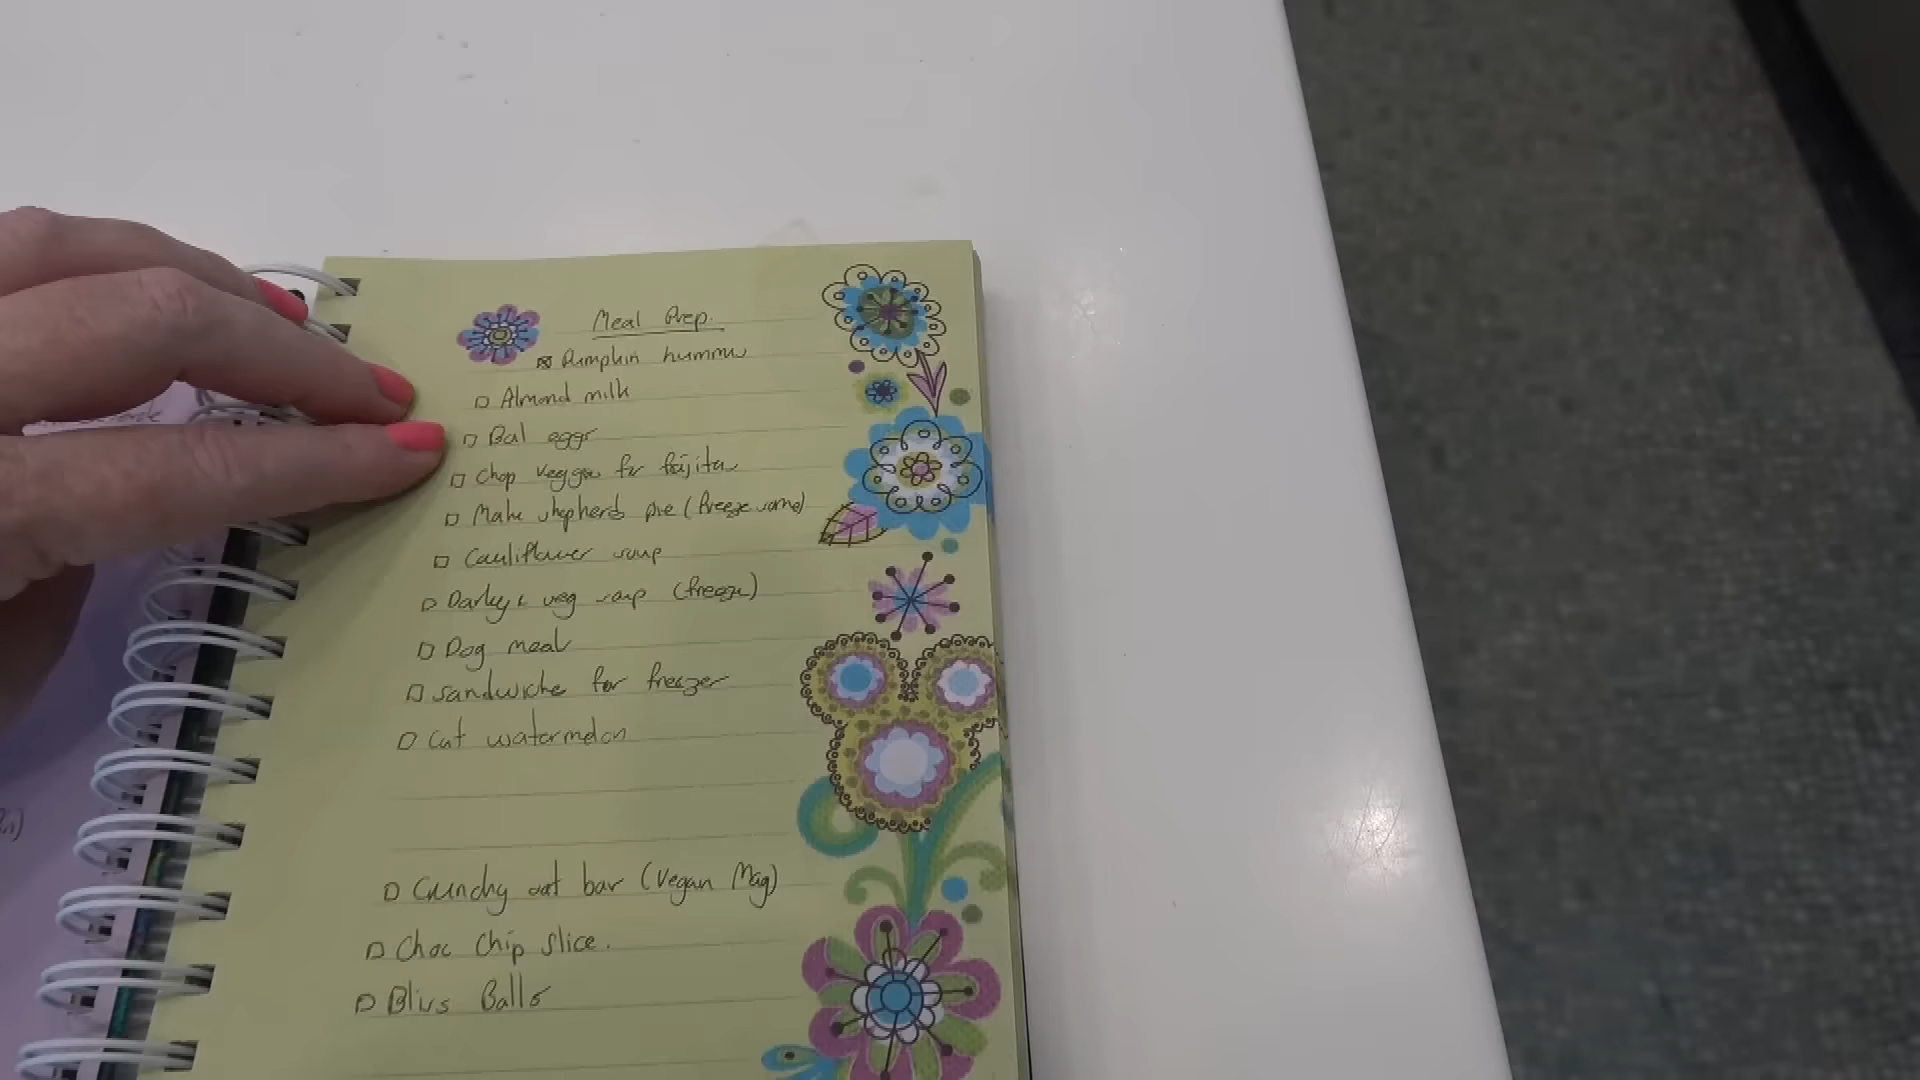 Meal Prep.
Pumpkin hummus
Almond milk
Boil eggs
Chop veggies for fajitas
Make shepherds pie (freeze some)
Cauliflower soup
Barley & veg soup (freeze)
Dog meal
Sandwiches for freezer
Cut watermelon
Crunchy oat bar (Vegan Mag)
Choc Chip Slice.
Bliss Balls